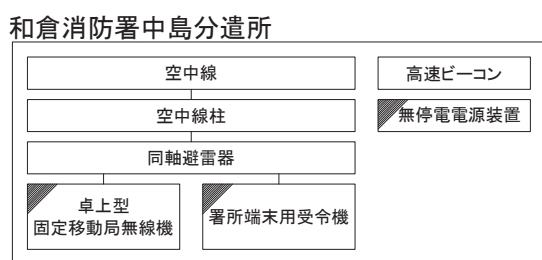 和倉消防署中島分遣所
空中線
高速ビーコン
空中線柱
無停電電源装置
同軸避雷器
卓上型
固定移動局無線機
署所端末用受令機